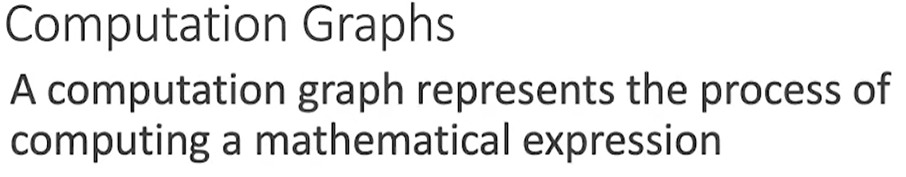 Computation Graphs
A computation graph represents the process of
computing a mathematical expression